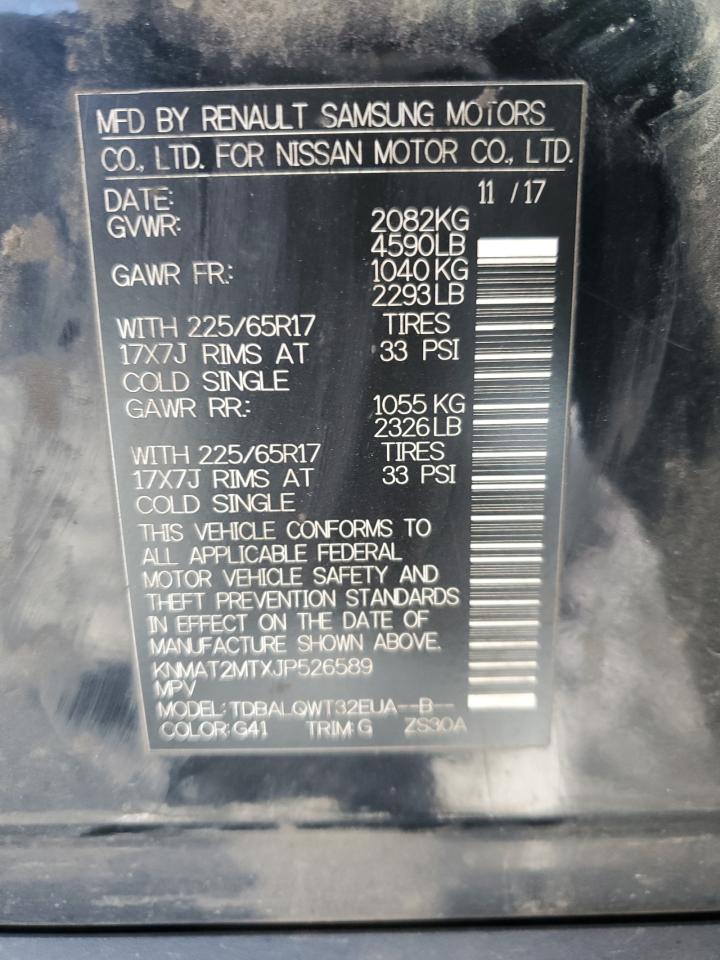 MFD BY RENAULT SAMSUNG MOTORS
CO., LTD. FOR NISSAN MOTOR CO., LTD.
DATE: 11 / 17
GVWR: 2082KG
4590LB
GAWR FR.: 1040KG
2293LB
WITH 225/65R17 TIRES
17X7J RIMS AT 33 PSI
COLD SINGLE
GAWR RR.: 1055KG
2326LB
WITH 225/65R17 TIRES
17X7J RIMS AT 33 PSI
COLD SINGLE
THIS VEHICLE CONFORMS TO
ALL APPLICABLE FEDERAL
MOTOR VEHICLE SAFETY AND
THEFT PREVENTION STANDARDS
IN EFFECT ON THE DATE OF
MANUFACTURE SHOWN ABOVE.
KNMAT2MTXJP526589
MPV
MODEL: TDBALQWT32EUA--B--
COLOR: G41 TRIM: G ZS30A